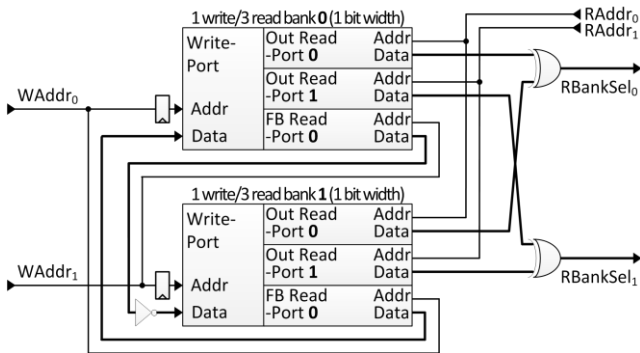 1 write/3 read bank 0 (1 bit width)
RAddr0
RAddr1
Write-
Port
Addr
Data
Out Read Addr
-Port 0 Data
Out Read Addr
-Port 1 Data
FB Read Addr
-Port 0 Data
WAddr0
RBankSel0
1 write/3 read bank 1 (1 bit width)
Write-
Port
Addr
Data
Out Read Addr
-Port 0 Data
Out Read Addr
-Port 1 Data
FB Read Addr
-Port 0 Data
WAddr1
RBankSel1